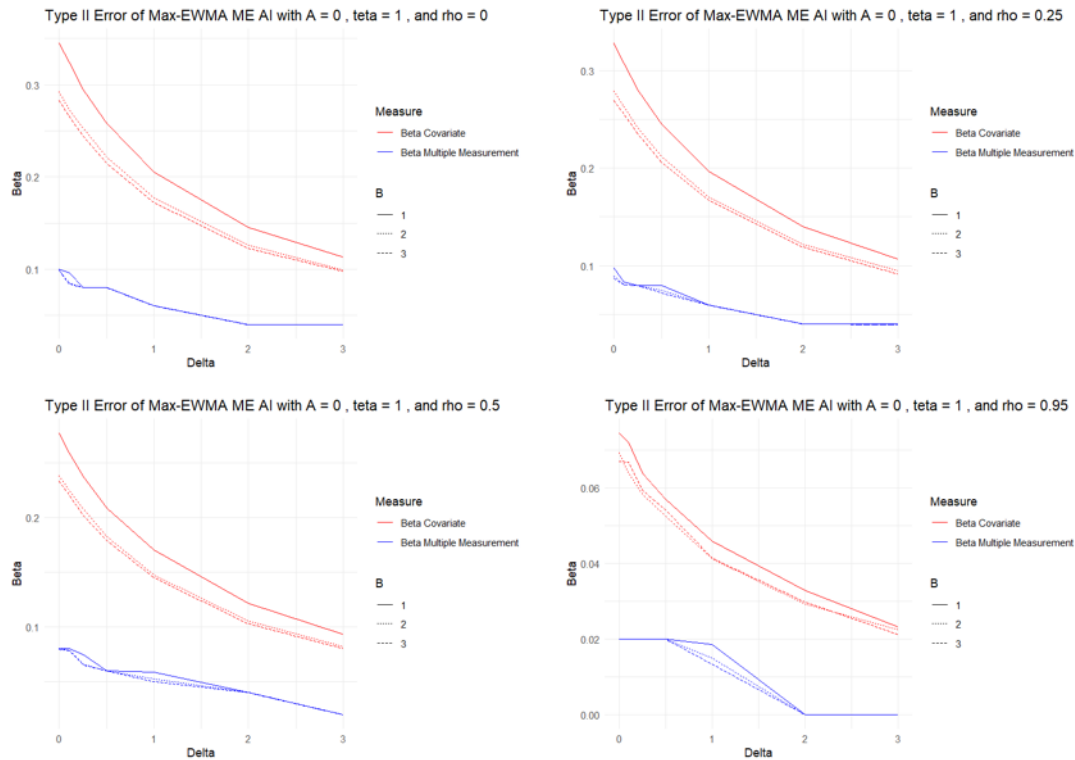 Type II Error of Max-EWMA ME AI with A = 0 , teta = 1 , and rho = 0
0.3
0.2
0.1
Beta
0
1
2
3
Delta
Measure
Beta Covariate
Beta Multiple Measurement
B
1
2
3
Type II Error of Max-EWMA ME AI with A = 0 , teta = 1 , and rho = 0.25
0.3
0.2
0.1
Beta
0
1
2
3
Delta
Measure
Beta Covariate
Beta Multiple Measurement
B
1
2
3
Type II Error of Max-EWMA ME AI with A = 0 , teta = 1 , and rho = 0.5
0.2
0.1
Beta
0
1
2
3
Delta
Measure
Beta Covariate
Beta Multiple Measurement
B
1
2
3
Type II Error of Max-EWMA ME AI with A = 0 , teta = 1 , and rho = 0.95
0.06
0.04
0.02
0.00
Beta
0
1
2
3
Delta
Measure
Beta Covariate
Beta Multiple Measurement
B
1
2
3